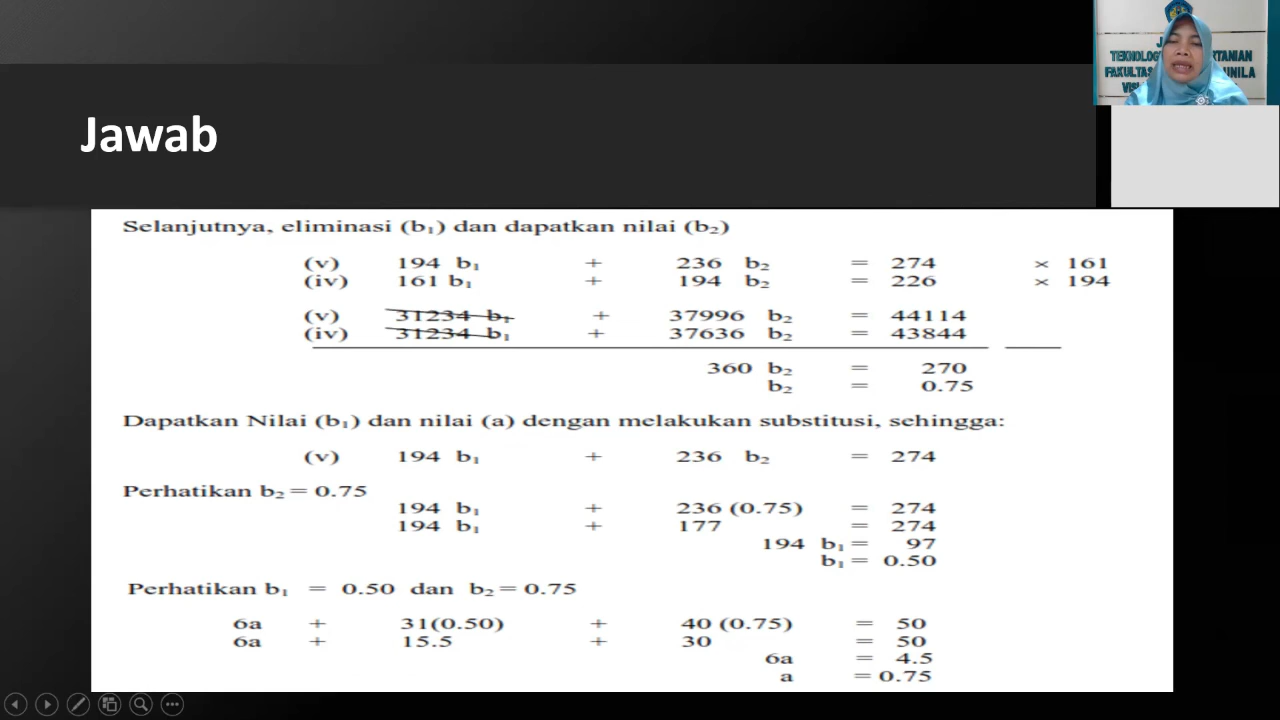 Jawab
TEKNOLOGI
FAKULTAS
Selanjutnya, eliminasi (b₁) dan dapatkan nilai (b₂)
(v) 194 b₁ + 236 b₂ = 274 × 161
(iv) 161 b₁ + 194 b₂ = 226 × 194
(v) 31234 b₁ + 37996 b₂ = 44114
(iv) 31234 b₁ + 37636 b₂ = 43844
360 b₂ = 270
b₂ = 0.75
Dapatkan Nilai (b₁) dan nilai (a) dengan melakukan substitusi, sehingga:
(v) 194 b₁ + 236 b₂ = 274
Perhatikan b₂ = 0.75
194 b₁ + 236 (0.75) = 274
194 b₁ + 177 = 274
194 b₁ = 97
b₁ = 0.50
Perhatikan b₁ = 0.50 dan b₂ = 0.75
6a + 31(0.50) + 40 (0.75) = 50
6a + 15.5 + 30 = 50
6a = 4.5
a = 0.75